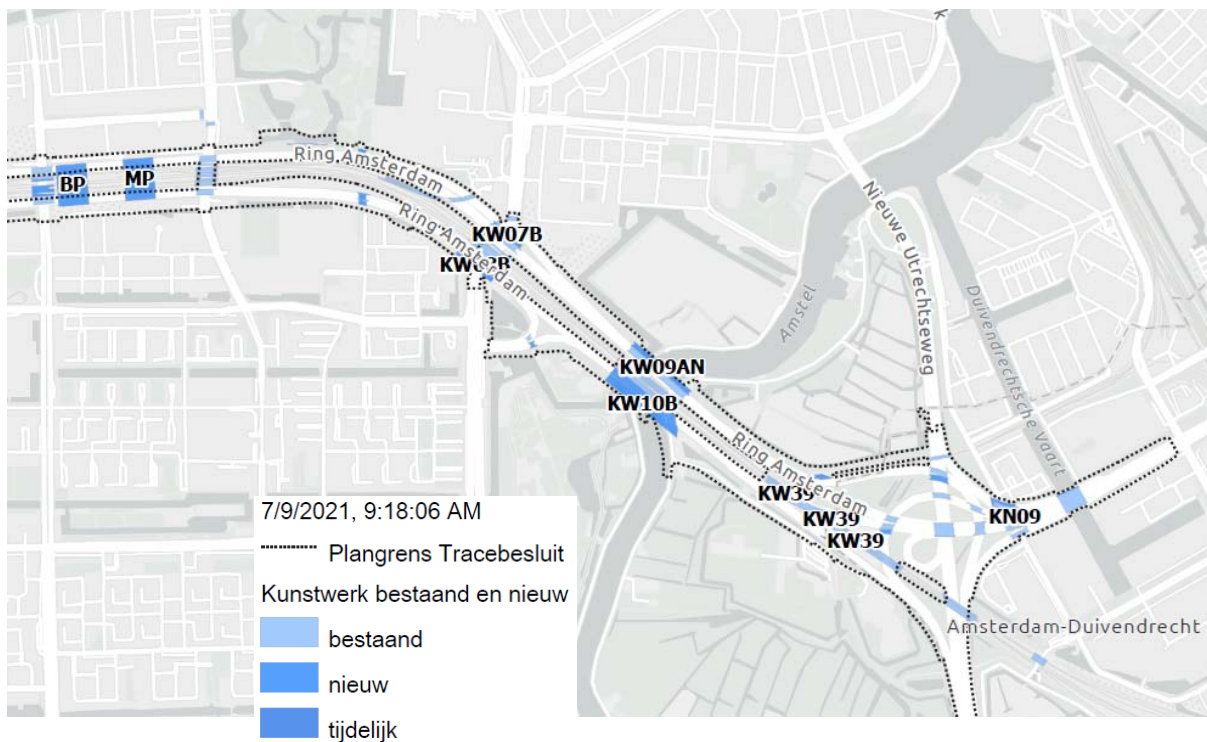 Ring Amsterdam
BP
MP
Ring Amsterdam
KW07B
Nieuwe Utrechtseweg
Amstel
Duivendrechtsche Vaart
KW09AN
KW10B
Ring Amsterdam
KW39
KW39
KW39
KN09
Amsterdam-Duivendrecht
7/9/2021, 9:18:06 AM
Plangrens Tracebesluit
Kunstwerk bestaand en nieuw
bestaand
nieuw
tijdelijk